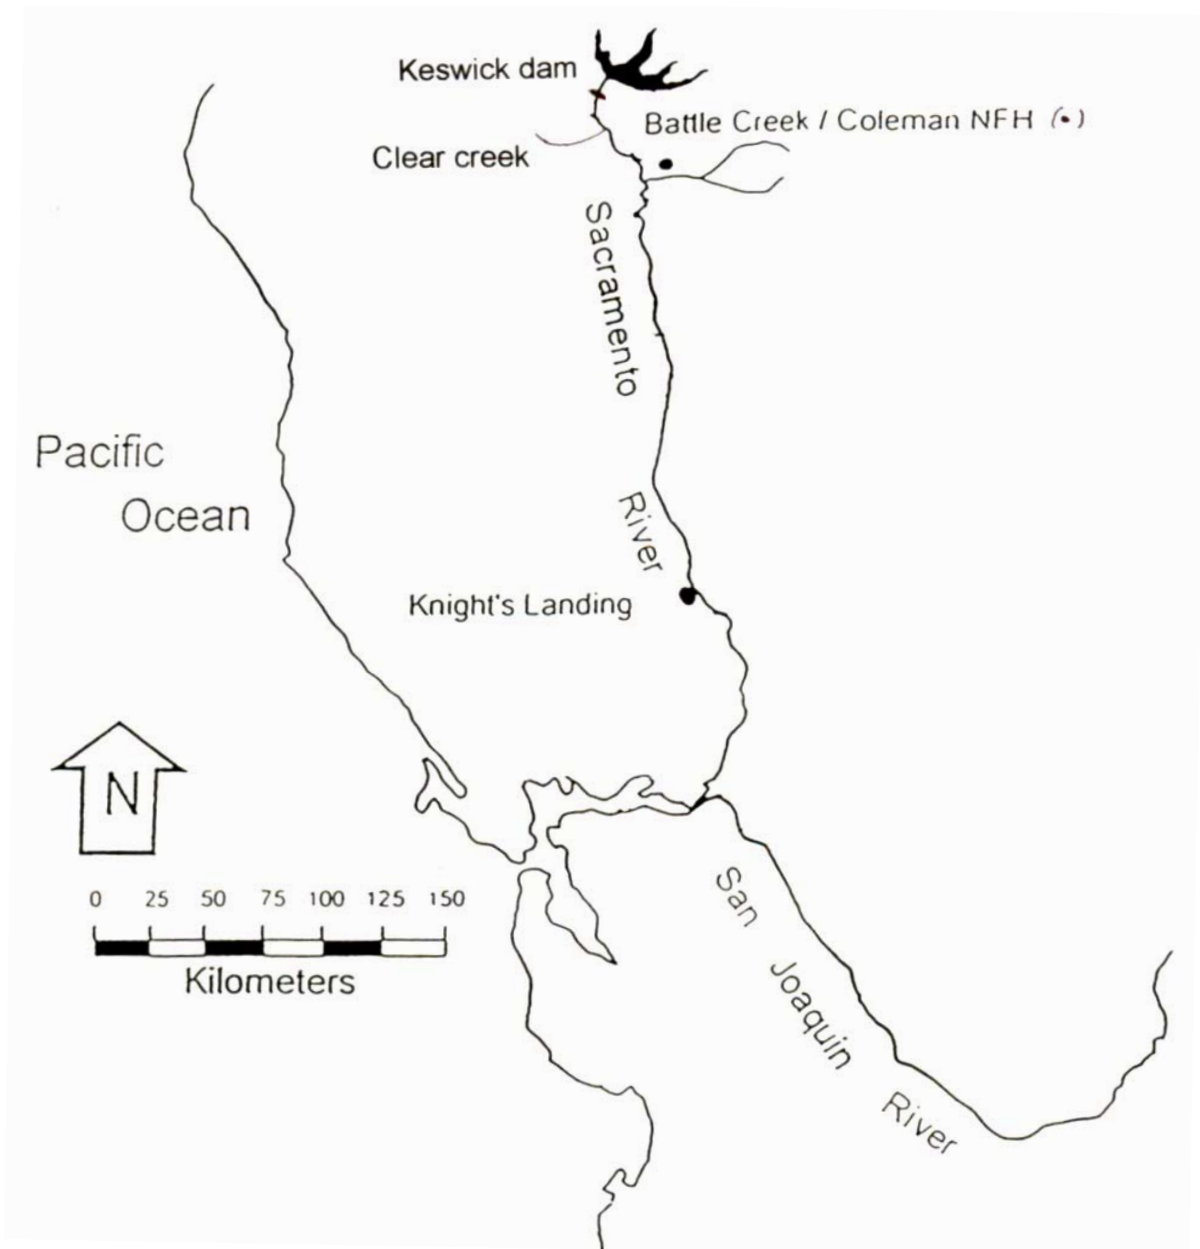 Keswick dam
Battle Creek / Coleman NFH (•)
Clear creek
Sacramento
River
Pacific
Ocean
Knight's Landing
N
0 25 50 75 100 125 150
Kilometers
San
Joaquin
River